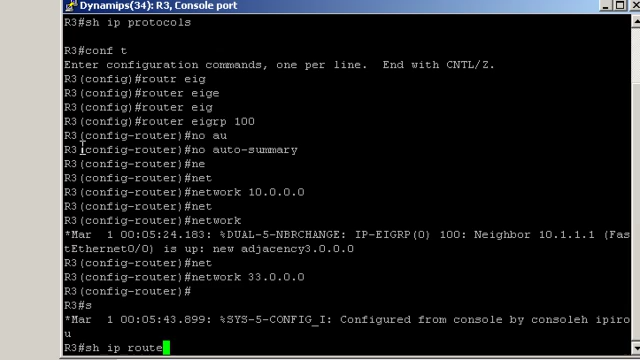 Dynamips(34): R3, Console port
R3#sh ip protocols
R3#conf t
Enter configuration commands, one per line.  End with CNTL/Z.
R3(config)#routr eig
R3(config)#router eige
R3(config)#router eig
R3(config)#router eigrp 100
R3(config-router)#no au
R3(config-router)#no auto-summary
R3(config-router)#ne
R3(config-router)#net
R3(config-router)#network 10.0.0.0
R3(config-router)#net
R3(config-router)#network
*Mar  1 00:05:24.183: %DUAL-5-NBRCHANGE: IP-EIGRP(0) 100: Neighbor 10.1.1.1 (Fas
tEthernet0/0) is up: new adjacency3.0.0.0
R3(config-router)#net
R3(config-router)#network 33.0.0.0
R3(config-router)#
R3#s
*Mar  1 00:05:43.899: %SYS-5-CONFIG_I: Configured from console by consoleh ipiro
u
R3#sh ip route